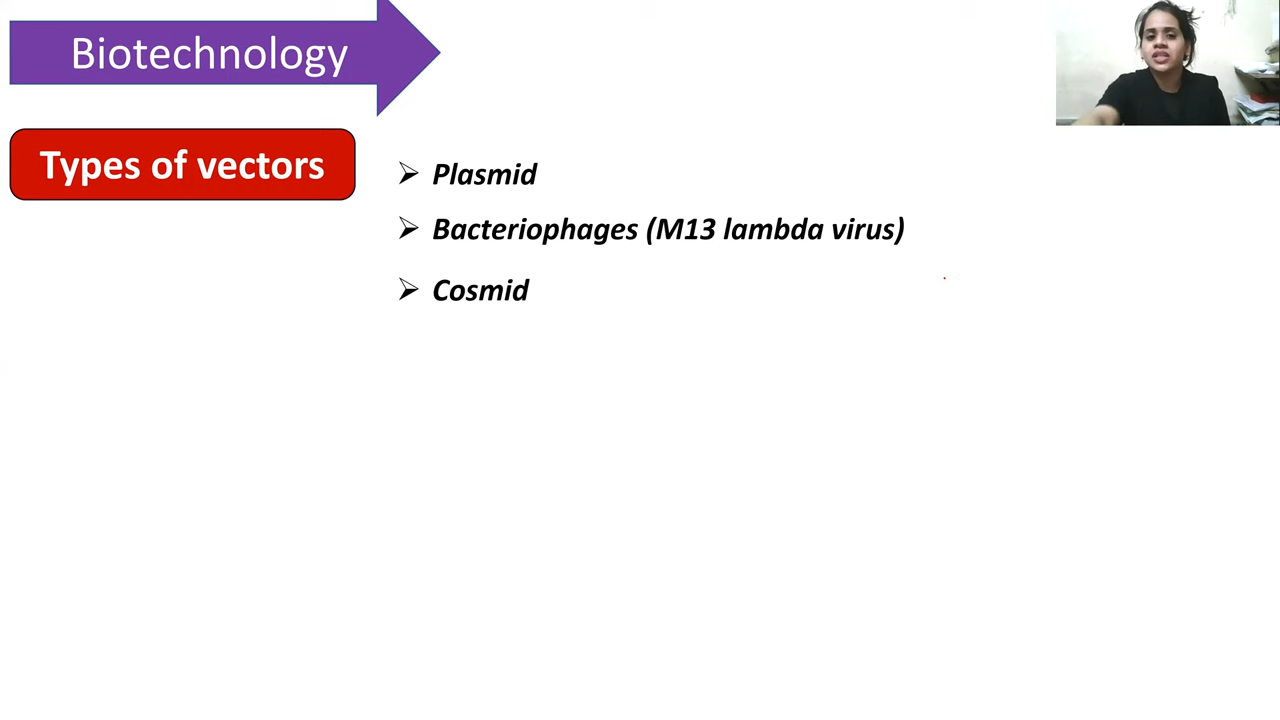 Biotechnology
Types of vectors
Plasmid
Bacteriophages (M13 lambda virus)
Cosmid